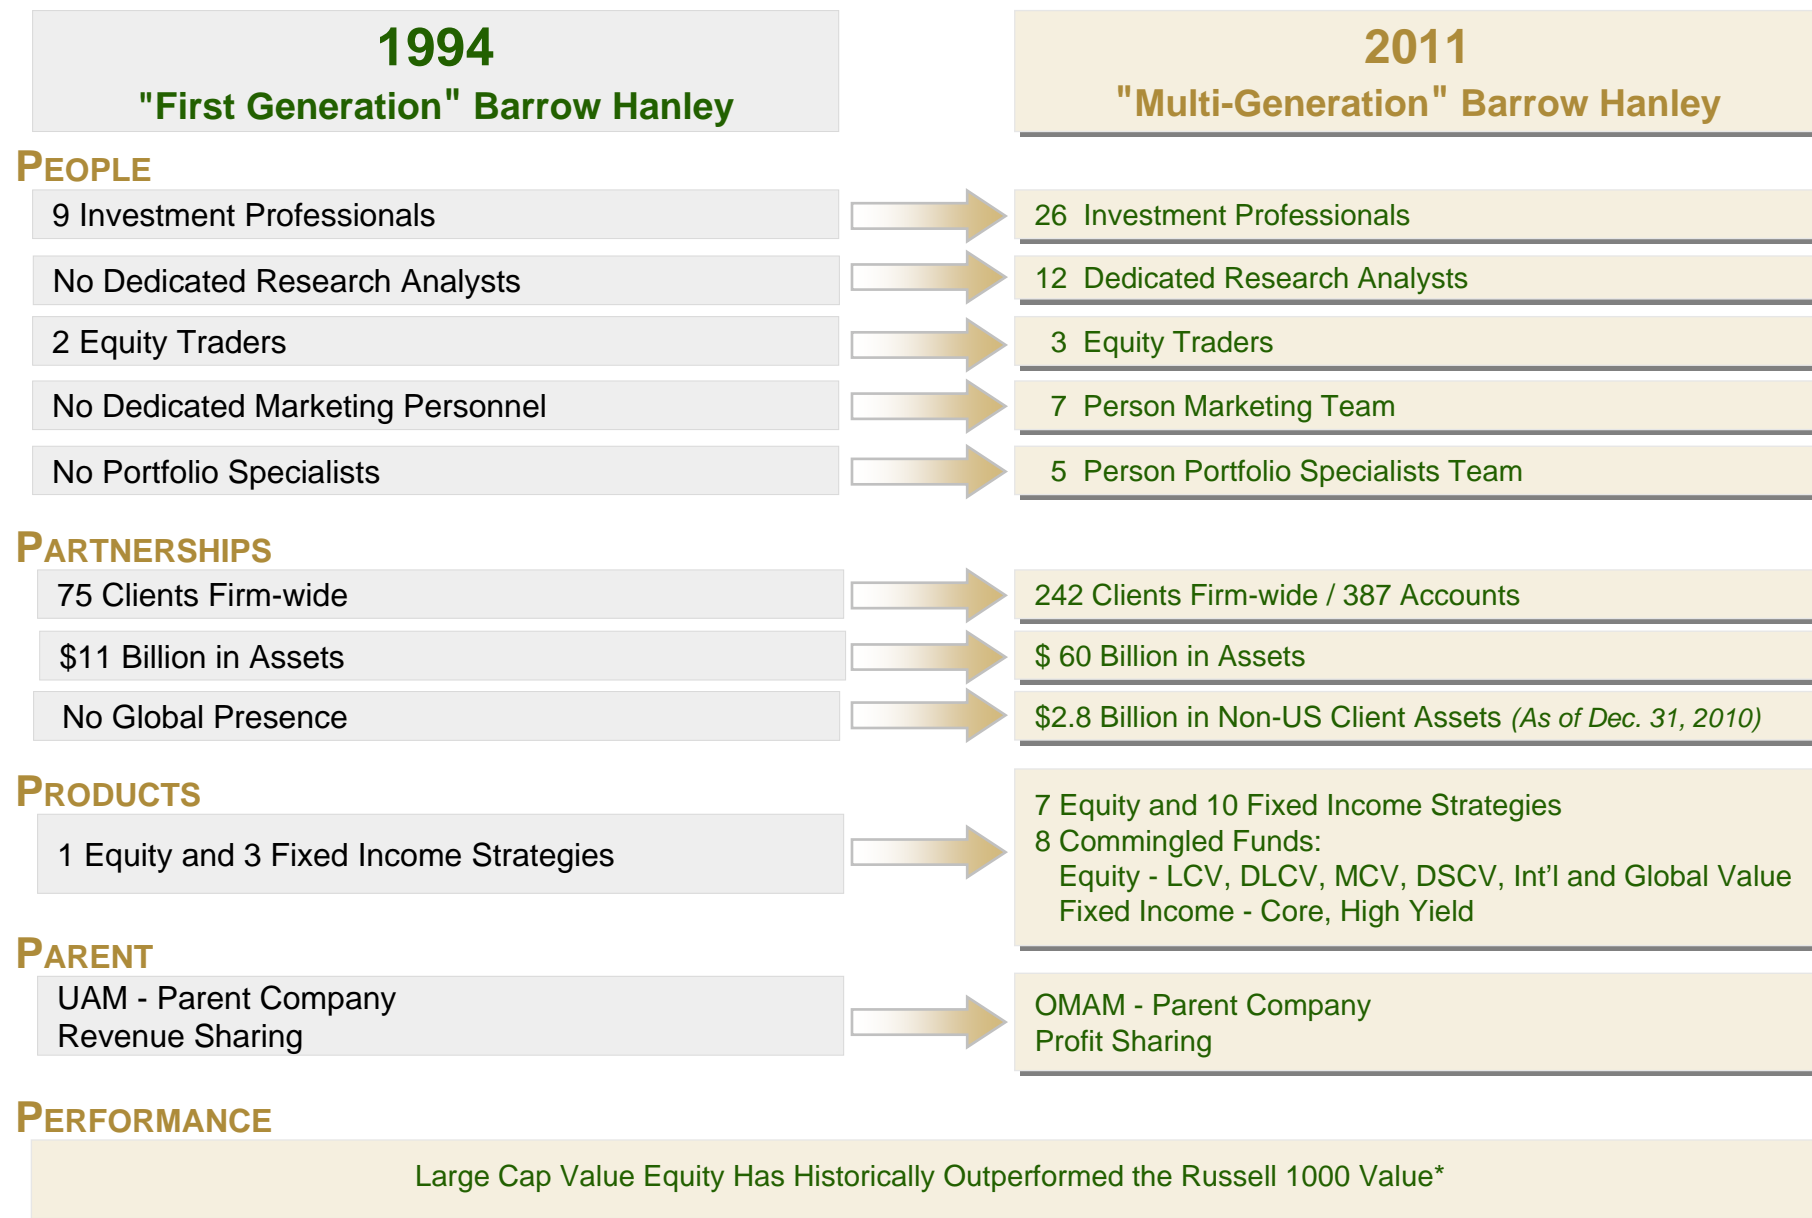 1994
"First Generation" Barrow Hanley
2011
"Multi-Generation" Barrow Hanley
PEOPLE
9 Investment Professionals
26 Investment Professionals
No Dedicated Research Analysts
12 Dedicated Research Analysts
2 Equity Traders
3 Equity Traders
No Dedicated Marketing Personnel
7 Person Marketing Team
No Portfolio Specialists
5 Person Portfolio Specialists Team
PARTNERSHIPS
75 Clients Firm-wide
242 Clients Firm-wide / 387 Accounts
$11 Billion in Assets
$ 60 Billion in Assets
No Global Presence
$2.8 Billion in Non-US Client Assets (As of Dec. 31, 2010)
PRODUCTS
1 Equity and 3 Fixed Income Strategies
7 Equity and 10 Fixed Income Strategies
8 Commingled Funds:
Equity - LCV, DLCV, MCV, DSCV, Int'l and Global Value
Fixed Income - Core, High Yield
PARENT
UAM - Parent Company
Revenue Sharing
OMAM - Parent Company
Profit Sharing
PERFORMANCE
Large Cap Value Equity Has Historically Outperformed the Russell 1000 Value*